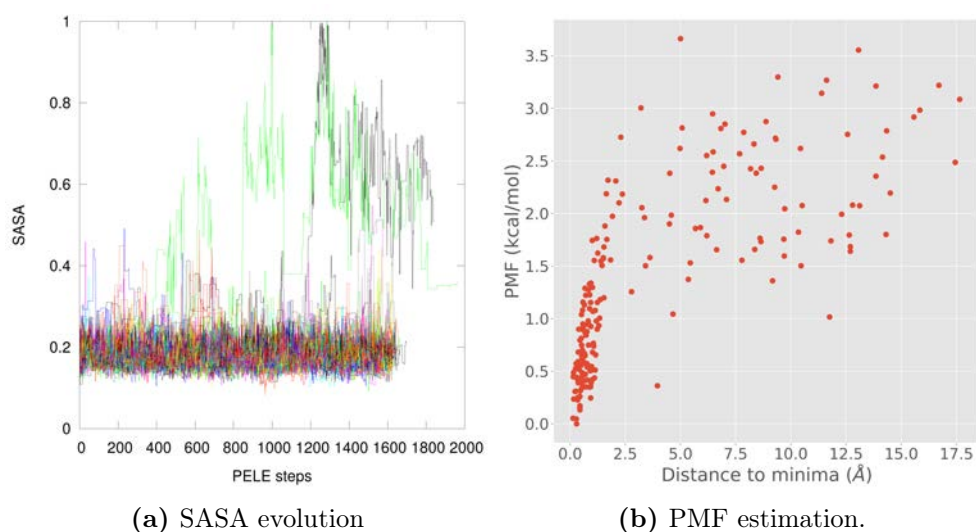 1
0.8
0.6
0.4
0.2
0
SASA
0 200 400 600 800 1000 1200 1400 1600 1800 2000
PELE steps
3.5
3.0
2.5
2.0
1.5
1.0
0.5
0.0
PMF (kcal/mol)
0.0 2.5 5.0 7.5 10.0 12.5 15.0 17.5
Distance to minima (Å)
(a) SASA evolution
(b) PMF estimation.